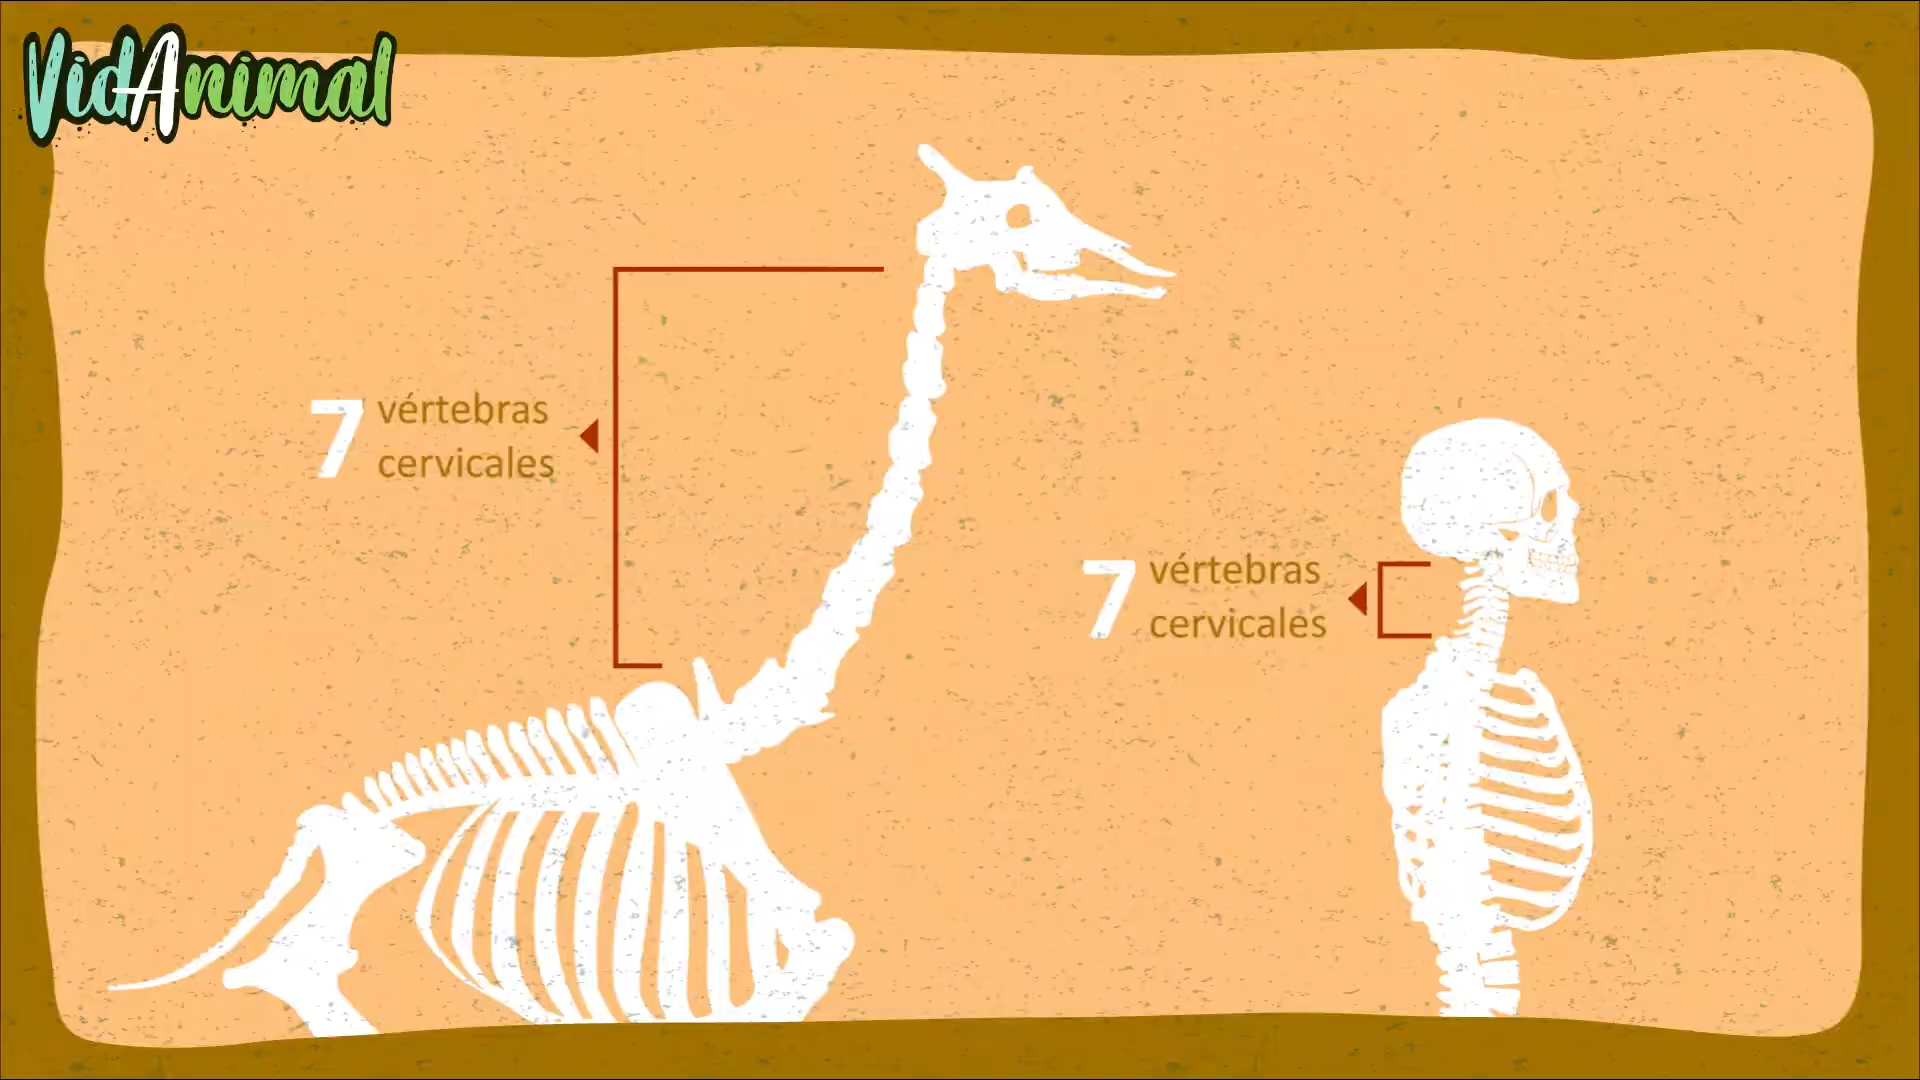 VidAnimal
7 vértebras
cervicales
7 vértebras
cervicales